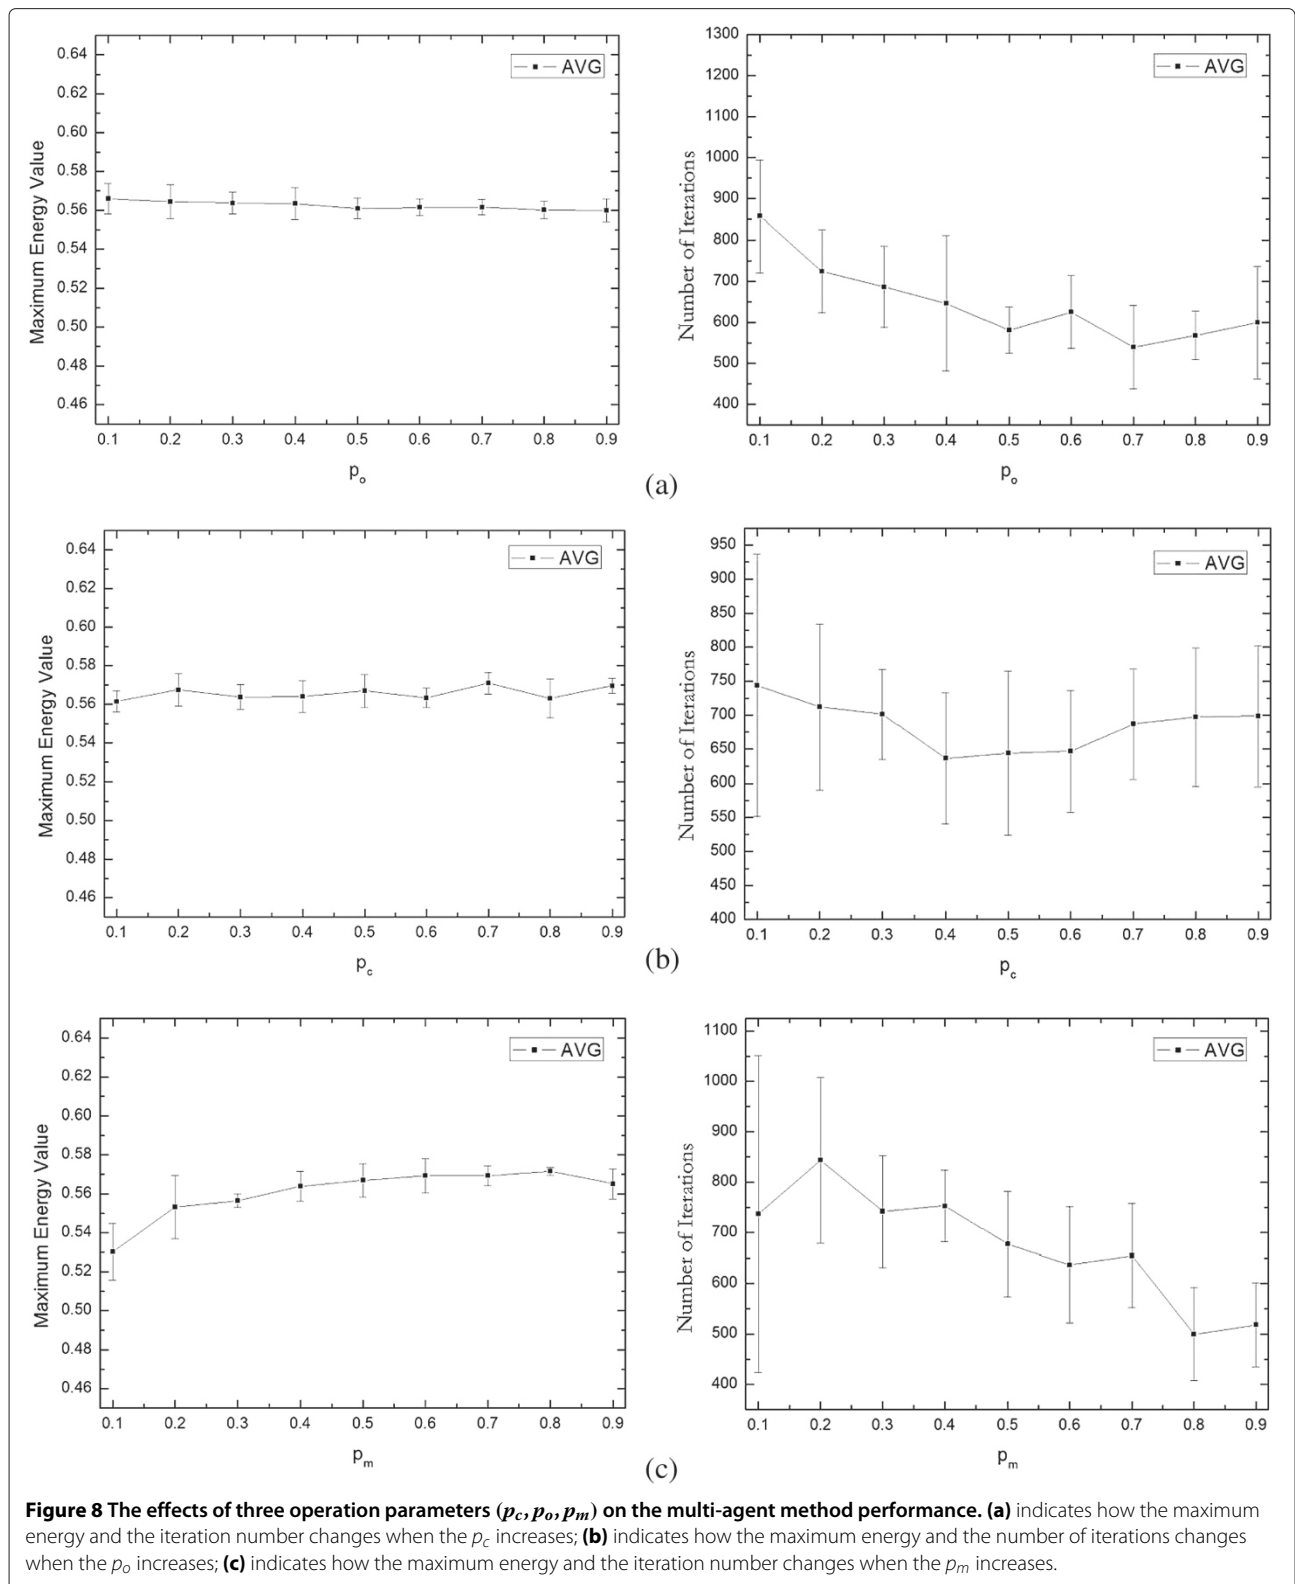 AVG
0.64
0.62
0.60
0.58
0.56
0.54
0.52
0.50
0.48
0.46
Maximum Energy Value
0.1 0.2 0.3 0.4 0.5 0.6 0.7 0.8 0.9
p_o
AVG
1300
1200
1100
1000
900
800
700
600
500
400
Number of Iterations
0.1 0.2 0.3 0.4 0.5 0.6 0.7 0.8 0.9
p_o
(a)
AVG
0.64
0.62
0.60
0.58
0.56
0.54
0.52
0.50
0.48
0.46
Maximum Energy Value
0.1 0.2 0.3 0.4 0.5 0.6 0.7 0.8 0.9
p_c
AVG
950
900
850
800
750
700
650
600
550
500
450
400
Number of Iterations
0.1 0.2 0.3 0.4 0.5 0.6 0.7 0.8 0.9
p_c
(b)
AVG
0.64
0.62
0.60
0.58
0.56
0.54
0.52
0.50
0.48
0.46
Maximum Energy Value
0.1 0.2 0.3 0.4 0.5 0.6 0.7 0.8 0.9
p_m
AVG
1100
1000
900
800
700
600
500
400
Number of Iterations
0.1 0.2 0.3 0.4 0.5 0.6 0.7 0.8 0.9
p_m
(c)
Figure 8 The effects of three operation parameters (p_c, p_o, p_m) on the multi-agent method performance. (a) indicates how the maximum
energy and the iteration number changes when the p_c increases; (b) indicates how the maximum energy and the number of iterations changes
when the p_o increases; (c) indicates how the maximum energy and the iteration number changes when the p_m increases.